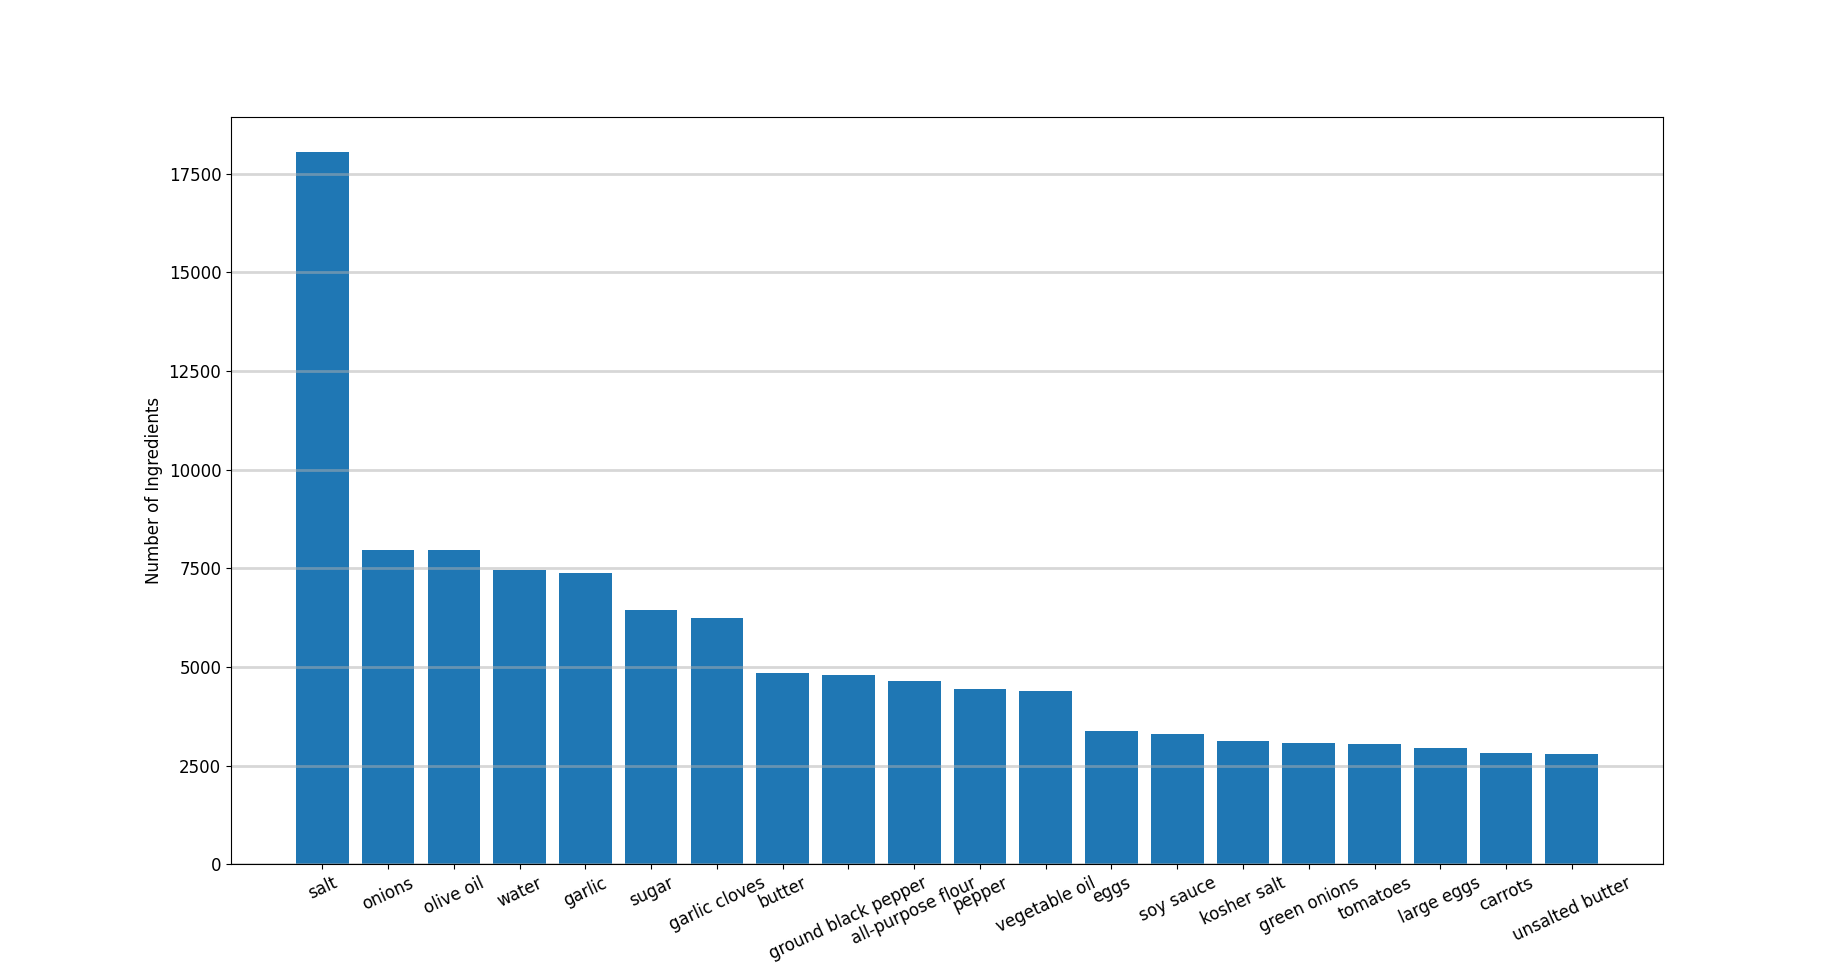 17500
15000
12500
10000
7500
5000
2500
0
Number of Ingredients
salt
onions
olive oil
water
garlic
sugar
garlic cloves
butter
ground black pepper
all-purpose flour
pepper
vegetable oil
eggs
soy sauce
kosher salt
green onions
tomatoes
large eggs
carrots
unsalted butter